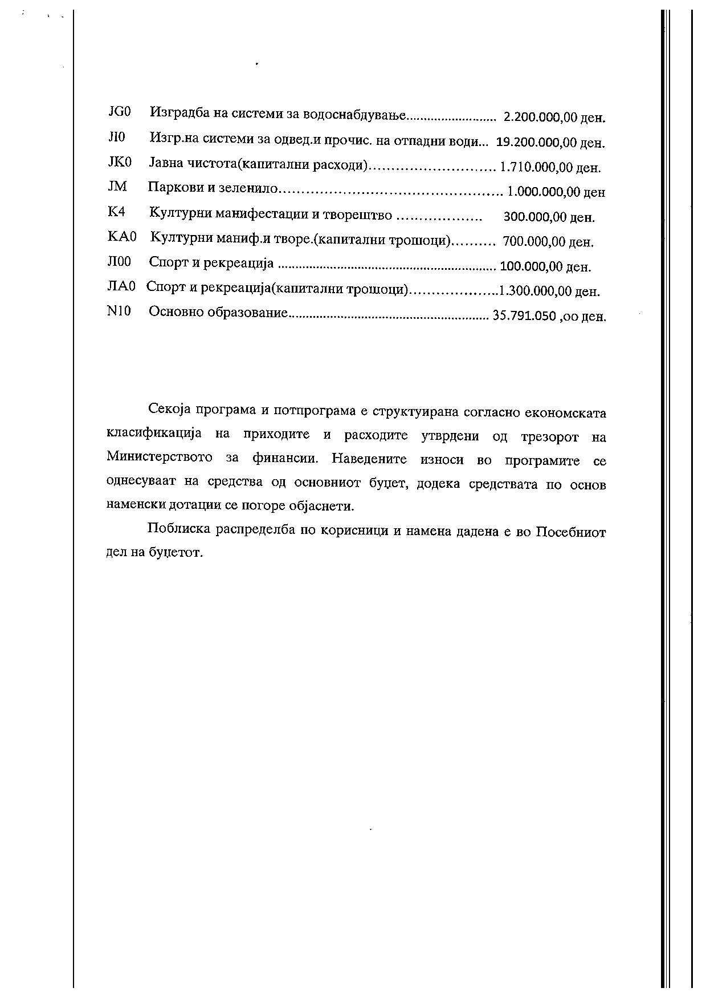 JG0 Изградба на системи за водоснабдување.......................... 2.200.000,00 ден.
JI0 Изгр.на системи за одвед.и прочис. на отпадни води... 19.200.000,00 ден.
JK0 Јавна чистота(капитални расходи)............................ 1.710.000,00 ден.
JM Паркови и зеленило................................................. 1.000.000,00 ден
К4 Културни манифестации и творештво ................... 300.000,00 ден.
КА0 Културни маниф.и творе.(капитални трошоци).......... 700.000,00 ден.
Л00 Спорт и рекреација ............................................................... 100.000,00 ден.
ЛА0 Спорт и рекреација(капитални трошоци)....................1.300.000,00 ден.
N10 Основно образование.......................................................... 35.791.050 ,оо ден.
Секоја програма и потпрограма е структуирана согласно економската
класификација на приходите и расходите утврдени од трезорот на
Министерството за финансии. Наведените износи во програмите се
однесуваат на средства од основниот буџет, додека средствата по основ
наменски дотации се погоре објаснети.
Поблиска распределба по корисници и намена дадена е во Посебниот
дел на буџетот.